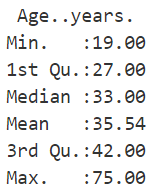 Age..years.
Min.   :19.00
1st Qu.:27.00
Median :33.00
Mean   :35.54
3rd Qu.:42.00
Max.   :75.00